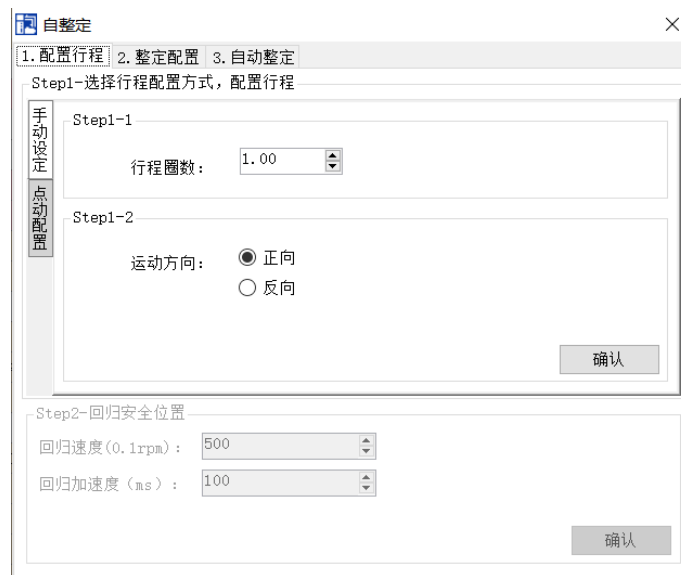 自整定
1.配置行程 2.整定配置 3.自动整定
Step1-选择行程配置方式，配置行程
手动设定
点动配置
Step1-1
行程圈数： 1.00
Step1-2
运动方向： 正向
反向
确认
Step2-回归安全位置
回归速度(0.1rpm)： 500
回归加速度（ms）： 100
确认